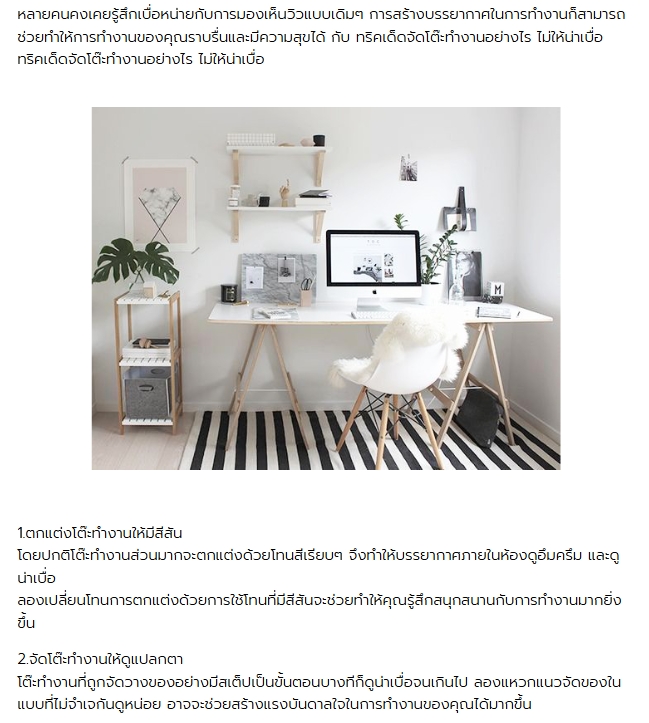 หลายคนคงเคยรู้สึกเบื่อหน่ายกับการมองเห็นวิวแบบเดิมๆ การสร้างบรรยากาศในการทำงานก็สามารถ
ช่วยทำให้การทำงานของคุณราบรื่นและมีความสุขได้ กับ ทริคเด็ดจัดโต๊ะทำงานอย่างไร ไม่ให้น่าเบื่อ
ทริคเด็ดจัดโต๊ะทำงานอย่างไร ไม่ให้น่าเบื่อ
M
1.ตกแต่งโต๊ะทำงานให้มีสีสัน
โดยปกติโต๊ะทำงานส่วนมากจะตกแต่งด้วยโทนสีเรียบๆ จึงทำให้บรรยากาศภายในห้องดูอึมครึม และดู
น่าเบื่อ
ลองเปลี่ยนโทนการตกแต่งด้วยการใช้โทนที่มีสีสันจะช่วยทำให้คุณรู้สึกสนุกสนานกับการทำงานมากยิ่ง
ขึ้น
2.จัดโต๊ะทำงานให้ดูแปลกตา
โต๊ะทำงานที่ถูกจัดวางของอย่างมีสเต็ปเป็นขั้นตอนบางทีก็ดูน่าเบื่อจนเกินไป ลองแหวกแนวจัดของใน
แบบที่ไม่จำเจกันดูหน่อย อาจจะช่วยสร้างแรงบันดาลใจในการทำงานของคุณได้มากขึ้น